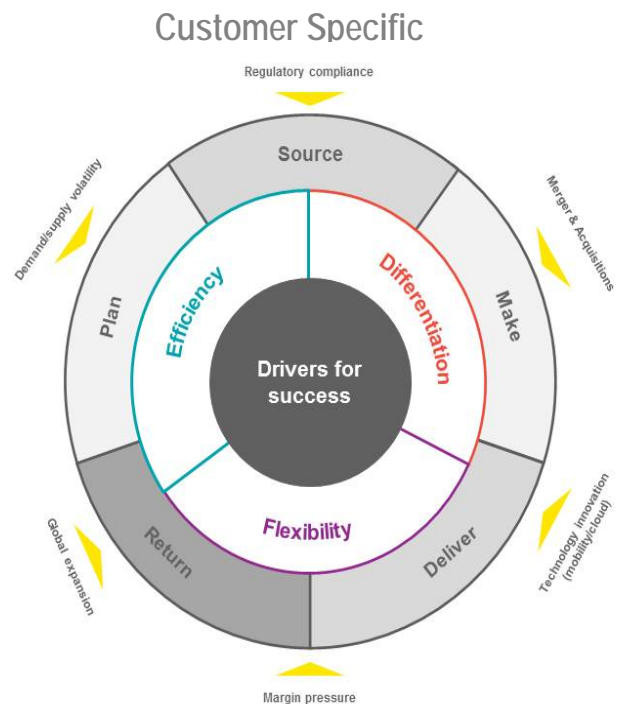 Customer Specific
Regulatory compliance
Source
Demand/supply volatility
Merger & Acquisitions
Plan
Efficiency
Differentiation
Make
Drivers for
success
Flexibility
Return
Deliver
Global expansion
Technology innovation
(mobility/cloud)
Margin pressure